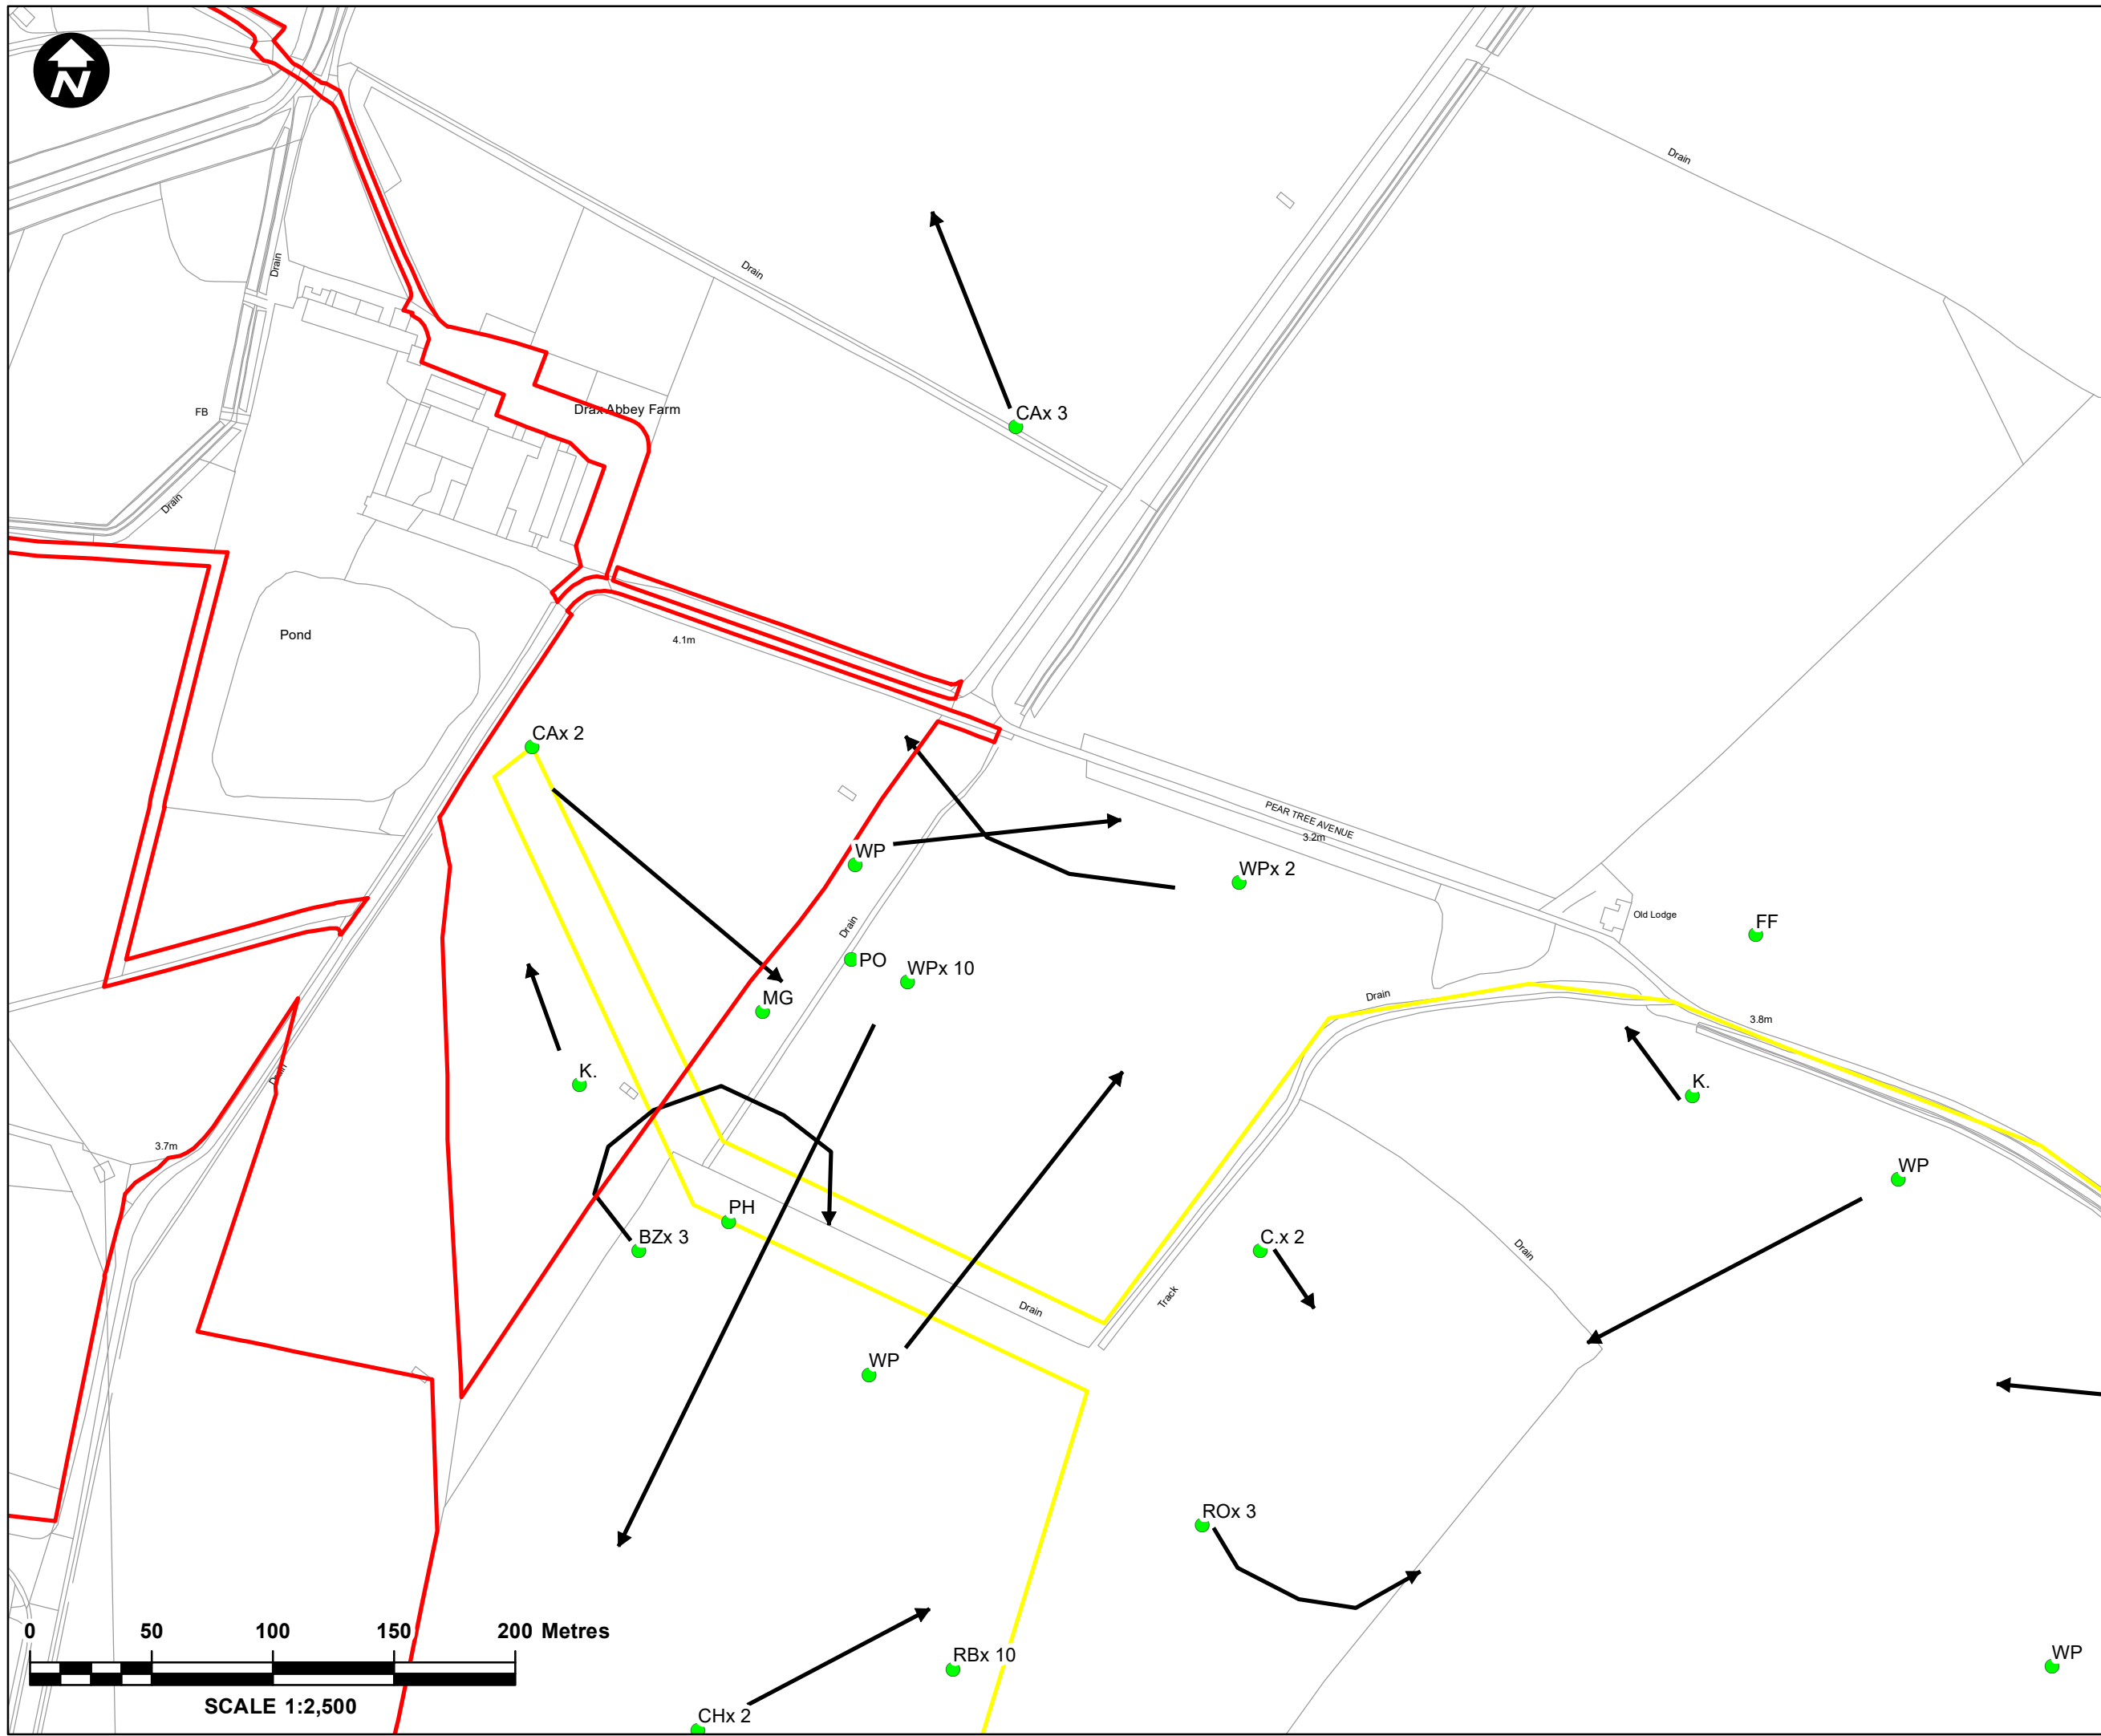 N
Drain
Drain
Drain
CAx 3
FB
Drax Abbey Farm
Drain
Pond
4.1m
CAx 2
PEAR TREE AVENUE
3.2m
WP
WPx 2
Old Lodge
FF
Drain
PO
WPx 10
MG
Drain
3.8m
K.
Drain
K.
3.7m
WP
PH
BZx 3
C.x 2
Drain
Track
Drain
WP
ROx 3
0 50 100 150 200 Metres
SCALE 1:2,500
RBx 10
WP
CHx 2